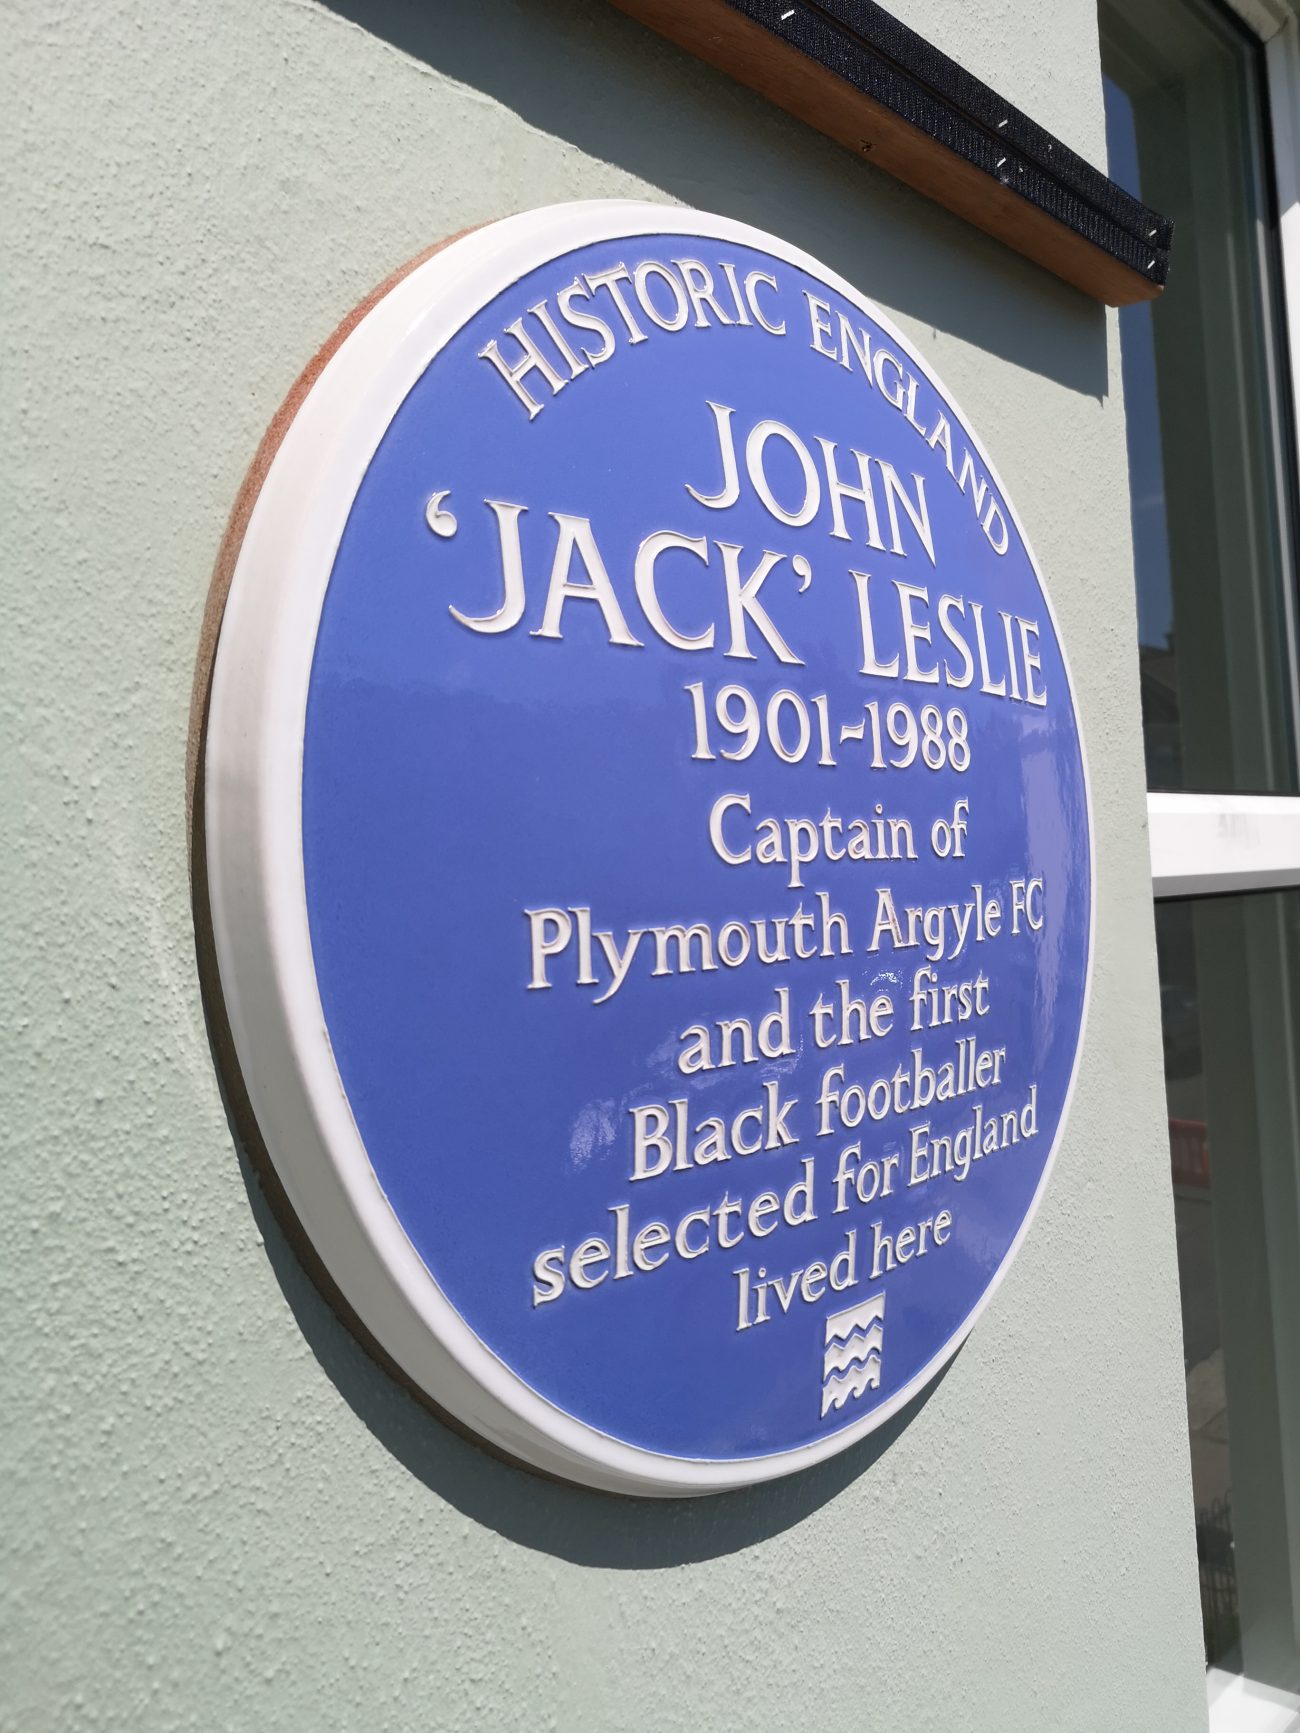 HISTORIC ENGLAND
JOHN
‘JACK’ LESLIE
1901-1988
Captain of
Plymouth Argyle FC
and the first
Black footballer
selected for England
lived here